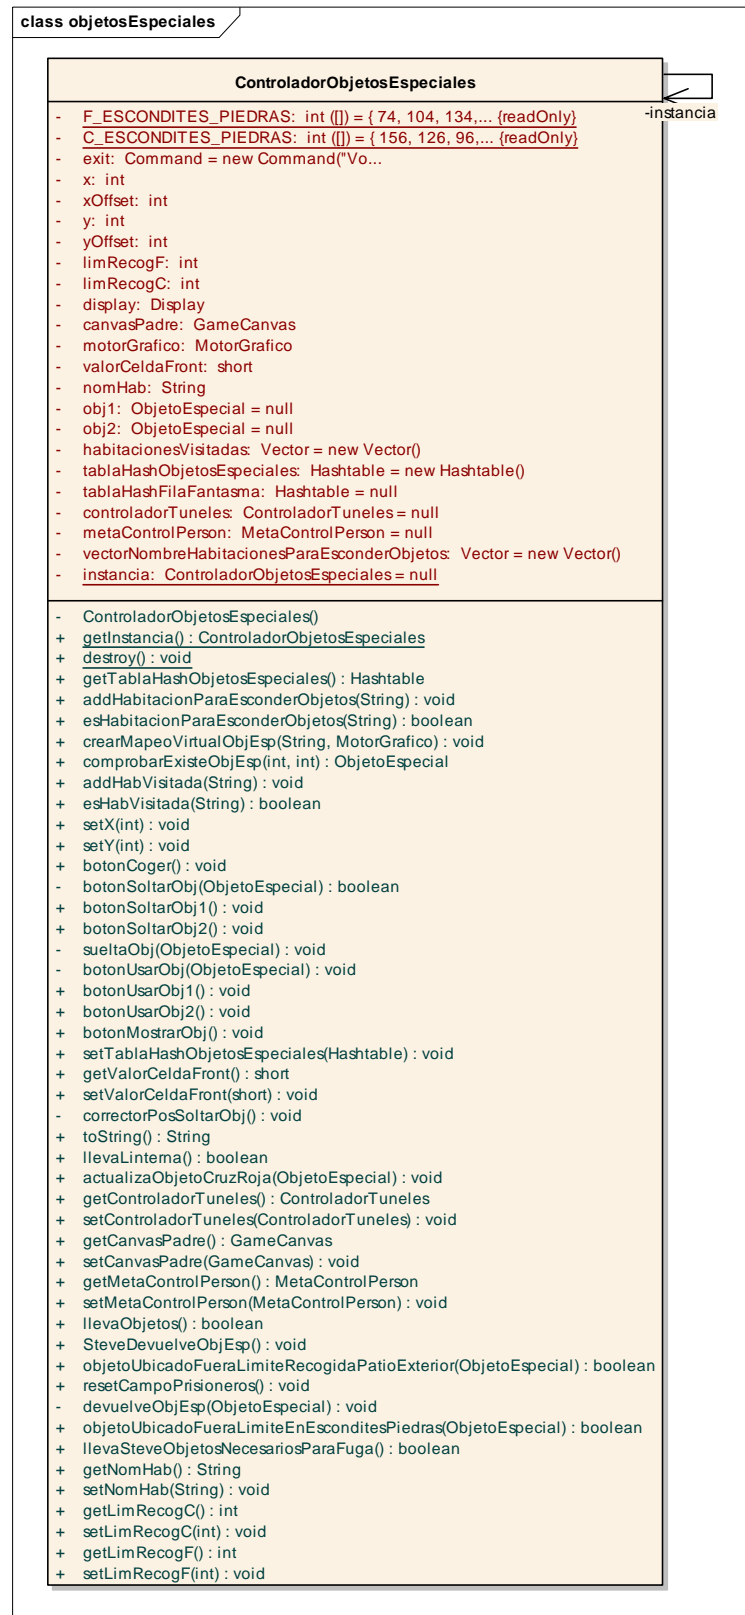 class objetosEspeciales
ControladorObjetosEspeciales
-instancia
- F_ESCONDITES_PIEDRAS: int ([]) = { 74, 104, 134,... {readOnly}
- C_ESCONDITES_PIEDRAS: int ([]) = { 156, 126, 96,... {readOnly}
- exit: Command = new Command("Vo...
- x: int
- xOffset: int
- y: int
- yOffset: int
- limRecogF: int
- limRecogC: int
- display: Display
- canvasPadre: GameCanvas
- motorGrafico: MotorGrafico
- valorCeldaFront: short
- nomHab: String
- obj1: ObjetoEspecial = null
- obj2: ObjetoEspecial = null
- habitacionesVisitadas: Vector = new Vector()
- tablaHashObjetosEspeciales: Hashtable = new Hashtable()
- tablaHashFilaFantasma: Hashtable = null
- controladorTuneles: ControladorTuneles = null
- metaControlPerson: MetaControlPerson = null
- vectorNombreHabitacionesParaEsconderObjetos: Vector = new Vector()
- instancia: ControladorObjetosEspeciales = null
- ControladorObjetosEspeciales()
+ getInstancia() : ControladorObjetosEspeciales
+ destroy() : void
+ getTablaHashObjetosEspeciales() : Hashtable
+ addHabitacionParaEsconderObjetos(String) : void
+ esHabitacionParaEsconderObjetos(String) : boolean
+ crearMapeoVirtualObjEsp(String, MotorGrafico) : void
+ comprobarExisteObjEsp(int, int) : ObjetoEspecial
+ addHabVisitada(String) : void
+ esHabVisitada(String) : boolean
+ setX(int) : void
+ setY(int) : void
+ botonCoger() : void
- botonSoltarObj(ObjetoEspecial) : boolean
+ botonSoltarObj1() : void
+ botonSoltarObj2() : void
- sueltaObj(ObjetoEspecial) : void
- botonUsarObj(ObjetoEspecial) : void
+ botonUsarObj1() : void
+ botonUsarObj2() : void
+ botonMostrarObj() : void
+ setTablaHashObjetosEspeciales(Hashtable) : void
+ getValorCeldaFront() : short
+ setValorCeldaFront(short) : void
- correctorPosSoltarObj() : void
+ toString() : String
+ llevaLinterna() : boolean
+ actualizaObjetoCruzRoja(ObjetoEspecial) : void
+ getControladorTuneles() : ControladorTuneles
+ setControladorTuneles(ControladorTuneles) : void
+ getCanvasPadre() : GameCanvas
+ setCanvasPadre(GameCanvas) : void
+ getMetaControlPerson() : MetaControlPerson
+ setMetaControlPerson(MetaControlPerson) : void
+ llevaObjetos() : boolean
+ SteveDevuelveObjEsp() : void
+ objetoUbicadoFueraLimiteRecogidaPatioExterior(ObjetoEspecial) : boolean
+ resetCampoPrisioneros() : void
- devuelveObjEsp(ObjetoEspecial) : void
+ objetoUbicadoFueraLimiteEnEsconditesPiedras(ObjetoEspecial) : boolean
+ llevaSteveObjetosNecesariosParaFuga() : boolean
+ getNomHab() : String
+ setNomHab(String) : void
+ getLimRecogC() : int
+ setLimRecogC(int) : void
+ getLimRecogF() : int
+ setLimRecogF(int) : void